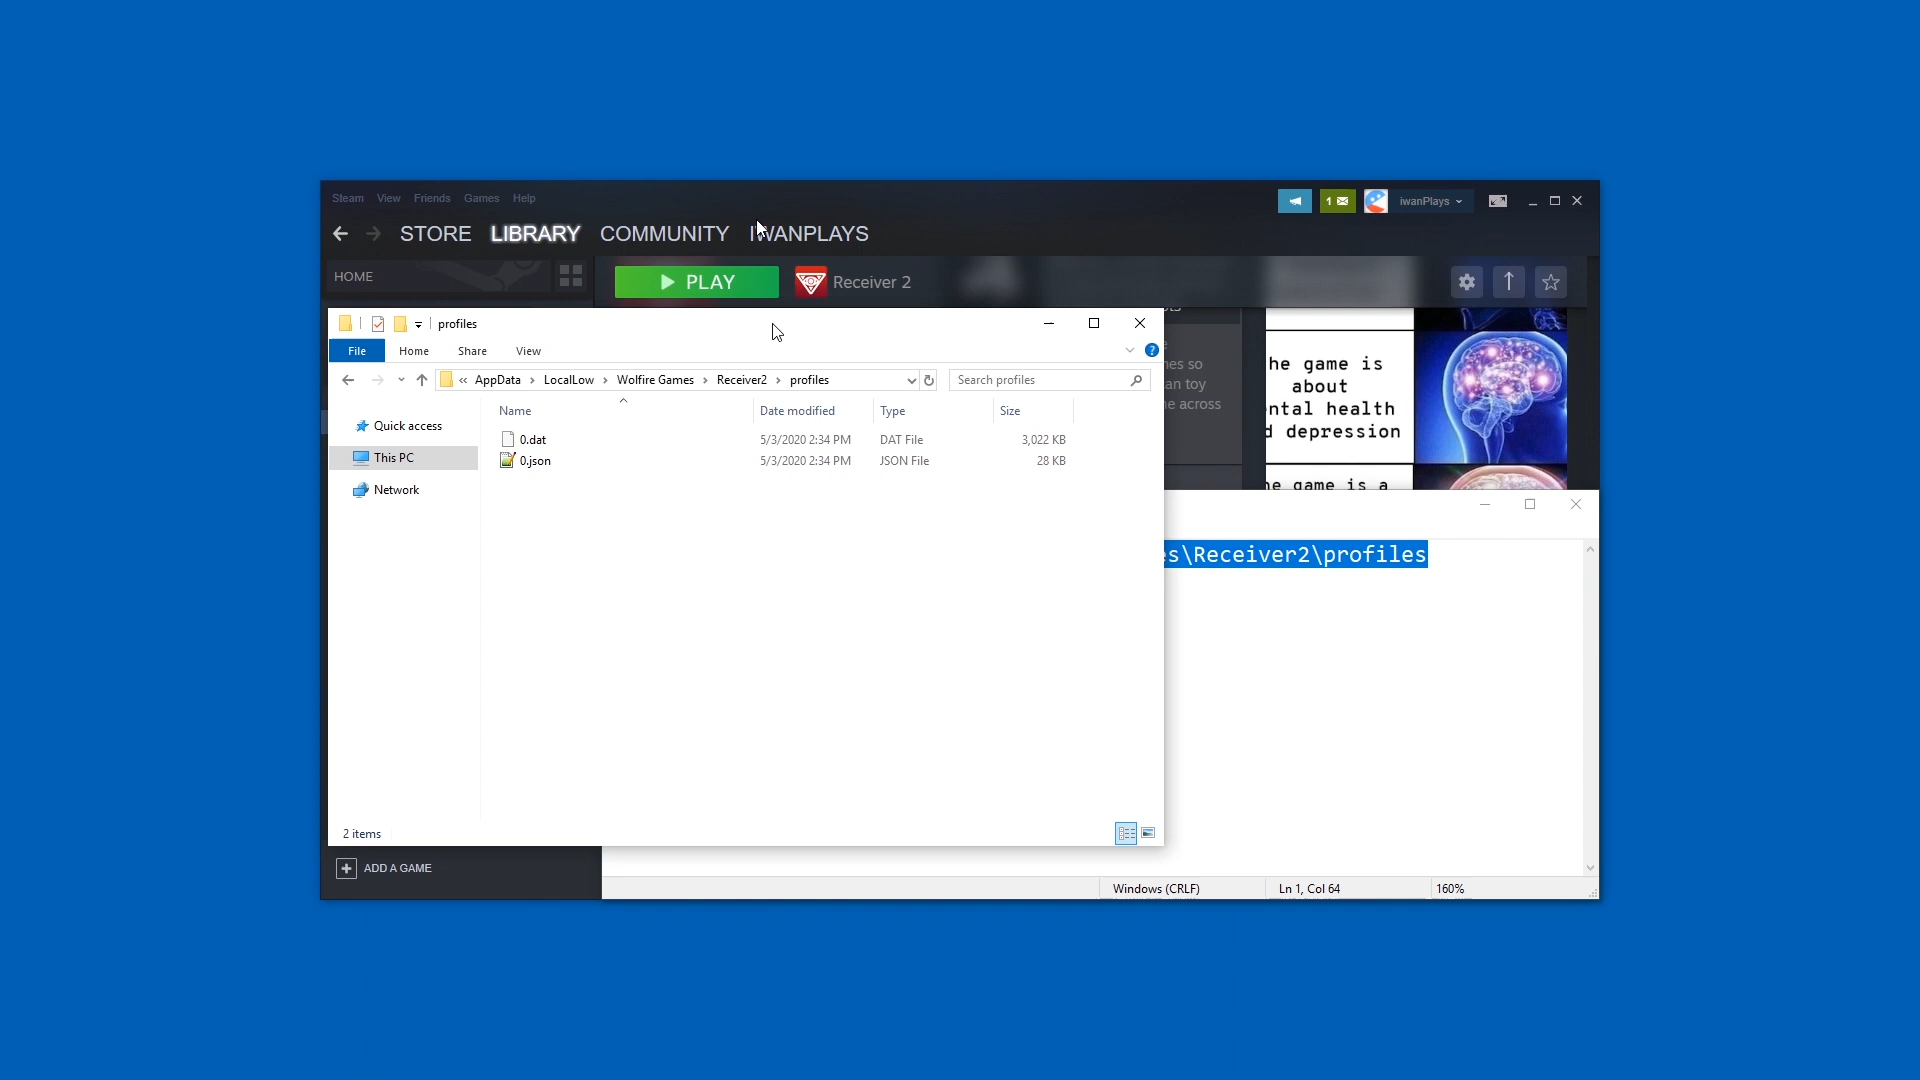 Steam View Friends Games Help
1
iwanPlays
STORE LIBRARY COMMUNITY IWANPLAYS
HOME
PLAY
Receiver 2
profiles
File Home Share View
« AppData > LocalLow > Wolfire Games > Receiver2 > profiles
Search profiles
Name Date modified Type Size
0.dat 5/3/2020 2:34 PM DAT File 3,022 KB
0.json 5/3/2020 2:34 PM JSON File 28 KB
Quick access
This PC
Network
2 items
nes so
an toy
e across
he game is
about
ntal health
d depression
he game is a
es\Receiver2\profiles
ADD A GAME
Windows (CRLF) Ln 1, Col 64 160%